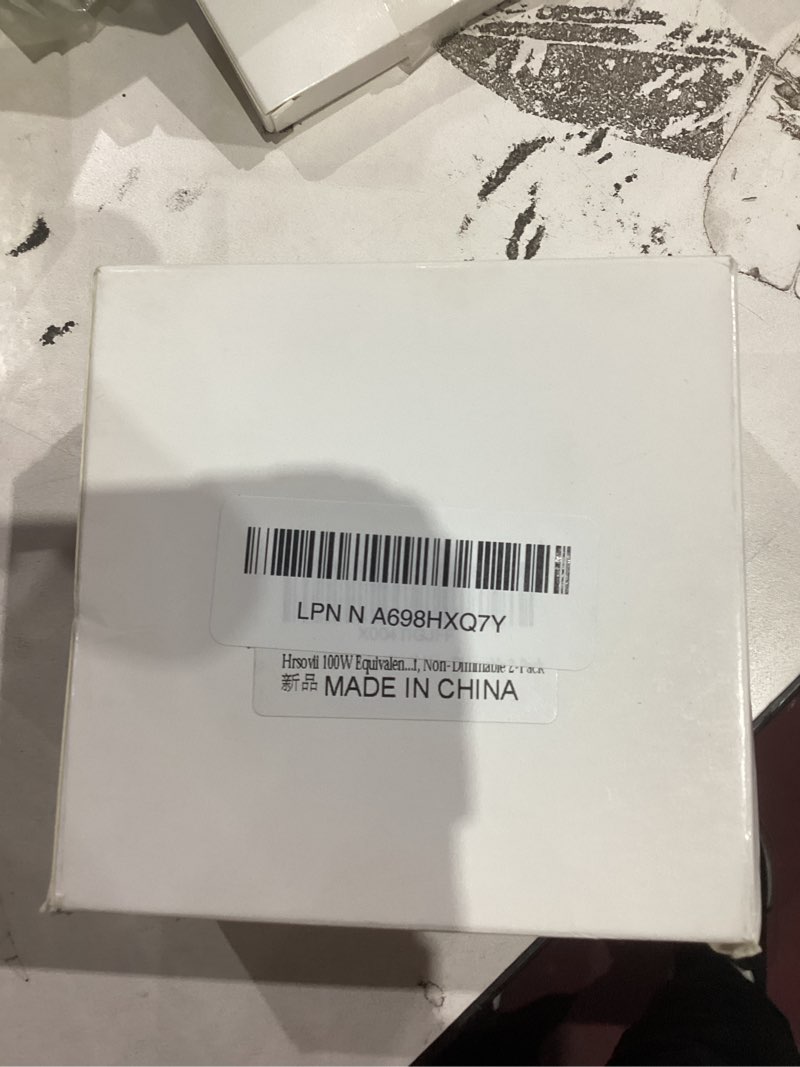 LPN N A698HXQ7Y
Hrsovii 100W Equivalen...I, Non-Dimmable 2-Pack
新品 MADE IN CHINA